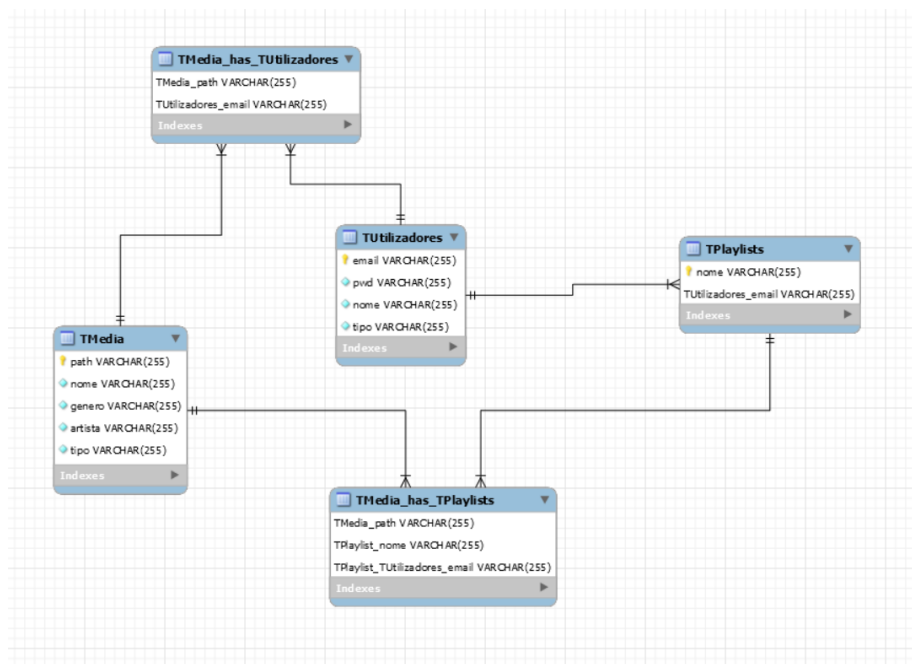 TMedia_has_TUtilizadores
TMedia_path VARCHAR(255)
TUtilizadores_email VARCHAR(255)
Indexes
TUtilizadores
email VARCHAR(255)
pwd VARCHAR(255)
nome VARCHAR(255)
tipo VARCHAR(255)
Indexes
TPlaylists
nome VARCHAR(255)
TUtilizadores_email VARCHAR(255)
Indexes
TMedia
path VARCHAR(255)
nome VARCHAR(255)
genero VARCHAR(255)
artista VARCHAR(255)
tipo VARCHAR(255)
Indexes
TMedia_has_TPlaylists
TMedia_path VARCHAR(255)
TPlaylist_nome VARCHAR(255)
TPlaylist_TUtilizadores_email VARCHAR(255)
Indexes